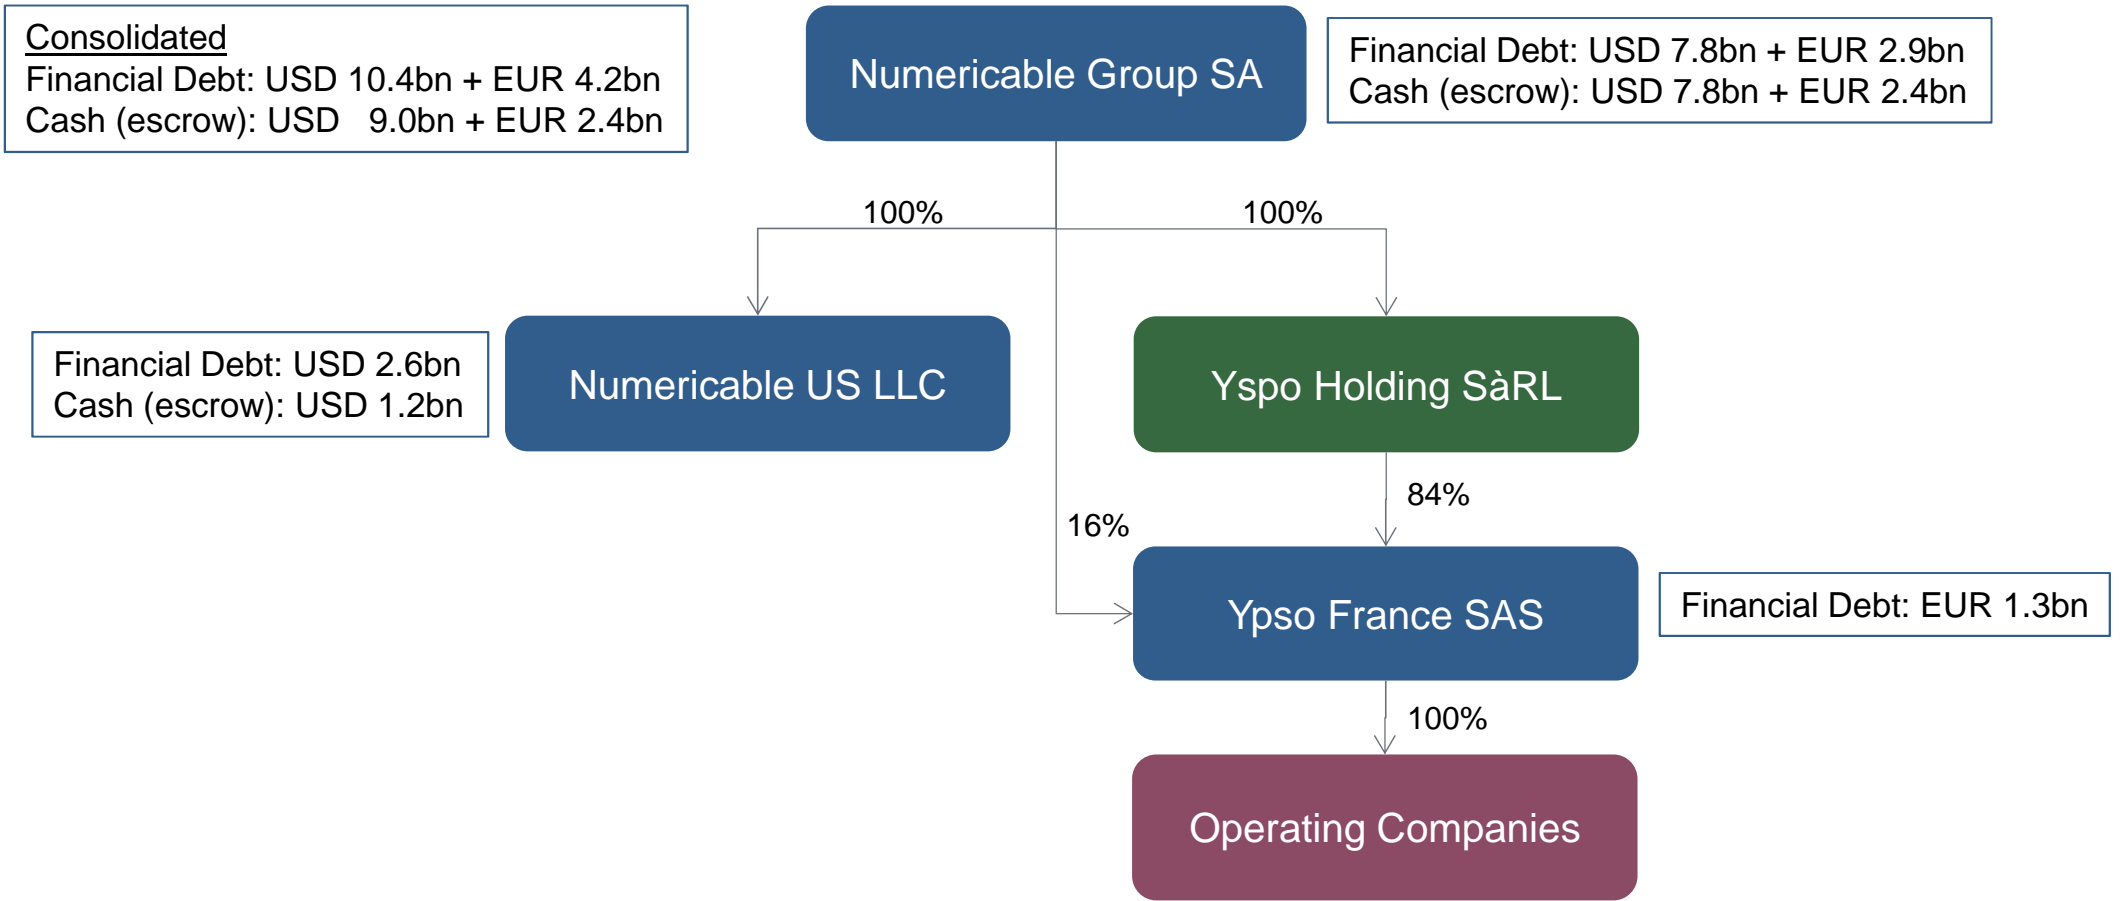 Consolidated
Financial Debt: USD 10.4bn + EUR 4.2bn
Cash (escrow): USD 9.0bn + EUR 2.4bn
Numericable Group SA
Financial Debt: USD 7.8bn + EUR 2.9bn
Cash (escrow): USD 7.8bn + EUR 2.4bn
100%
100%
Financial Debt: USD 2.6bn
Cash (escrow): USD 1.2bn
Numericable US LLC
Yspo Holding SàRL
84%
16%
Ypso France SAS
Financial Debt: EUR 1.3bn
100%
Operating Companies